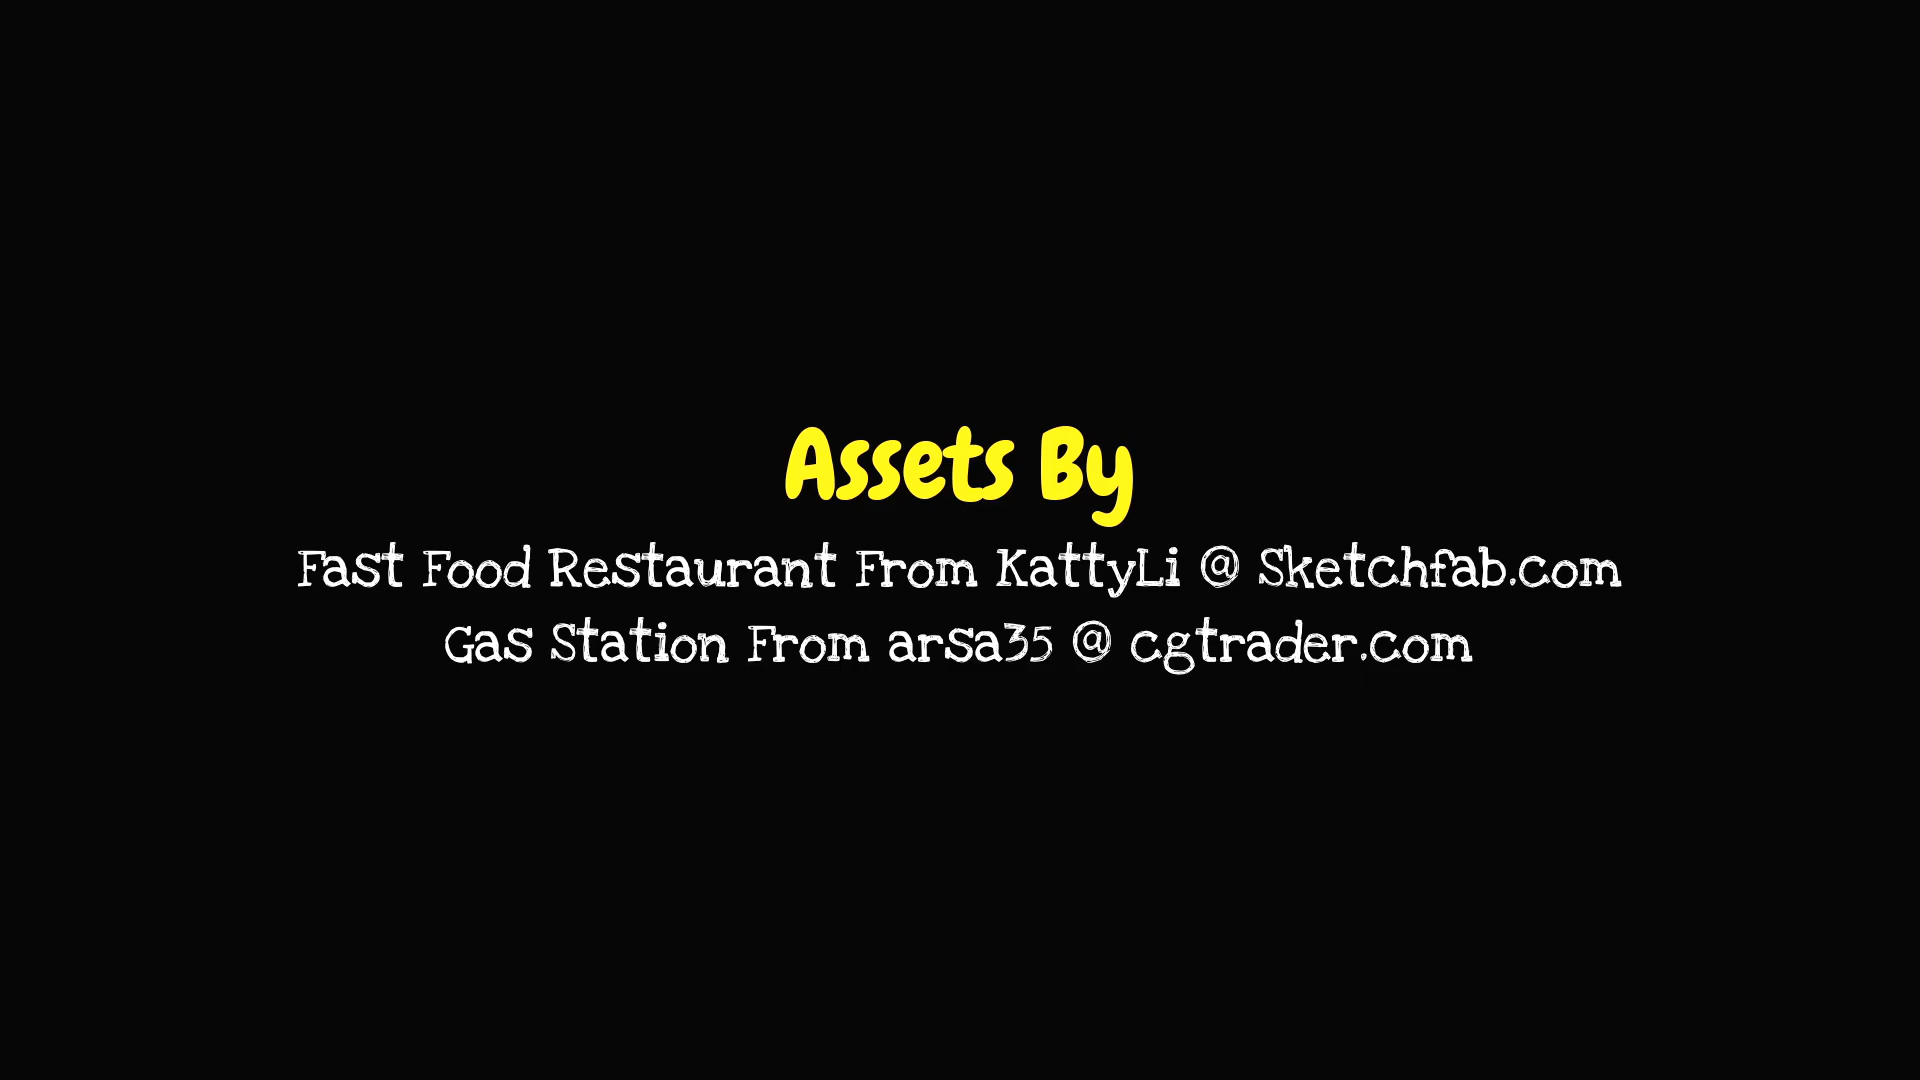 Assets By
Fast Food Restaurant From KattyLi @ Sketchfab.com
Gas Station From arsa35 @ cgtrader.com